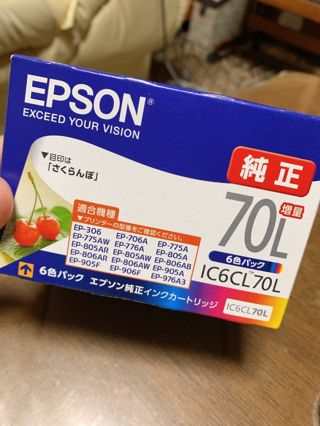 EPSON®
EXCEED YOUR VISION
▼目印は
「さくらんぼ」
純正
増量
70L
6色パック
IC6CL70L
適合機種
▼プリンターの型番をご確認ください。
EP-306 EP-706A EP-775A
EP-775AW EP-776A EP-805A
EP-805AR EP-805AW EP-806AB
EP-806AR EP-806AW EP-905A
EP-905F EP-906F EP-976A3
6色パック エプソン純正インクカートリッジ
IC6CL70L